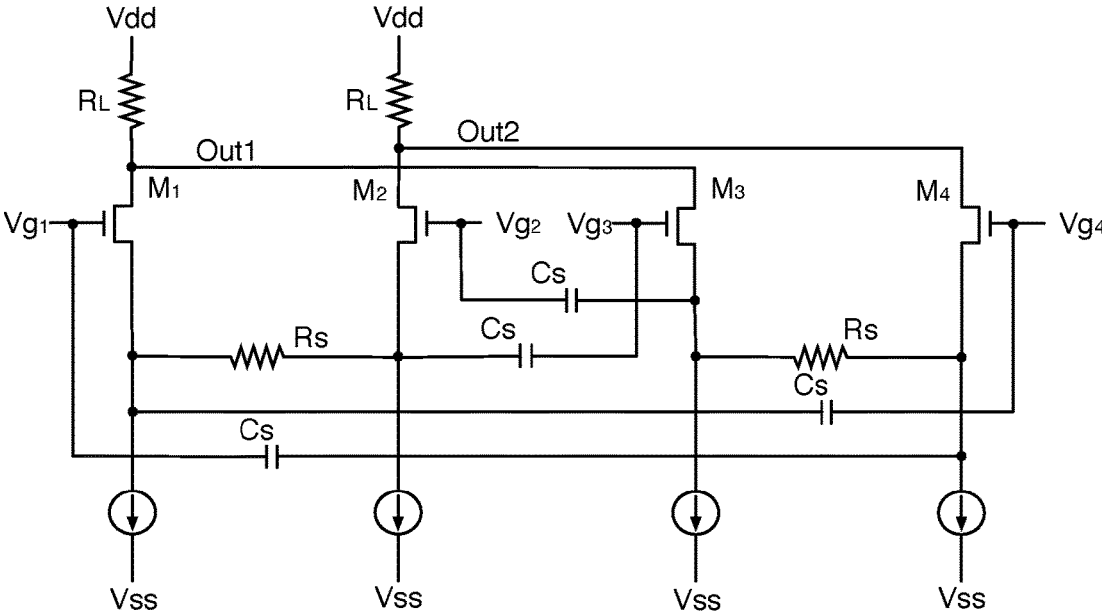 Vdd
Vdd
RL
RL
Out1
Out2
M1
M2
M3
M4
Vg1
Vg2
Vg3
Vg4
Cs
Cs
Rs
Rs
Cs
Cs
Vss
Vss
Vss
Vss